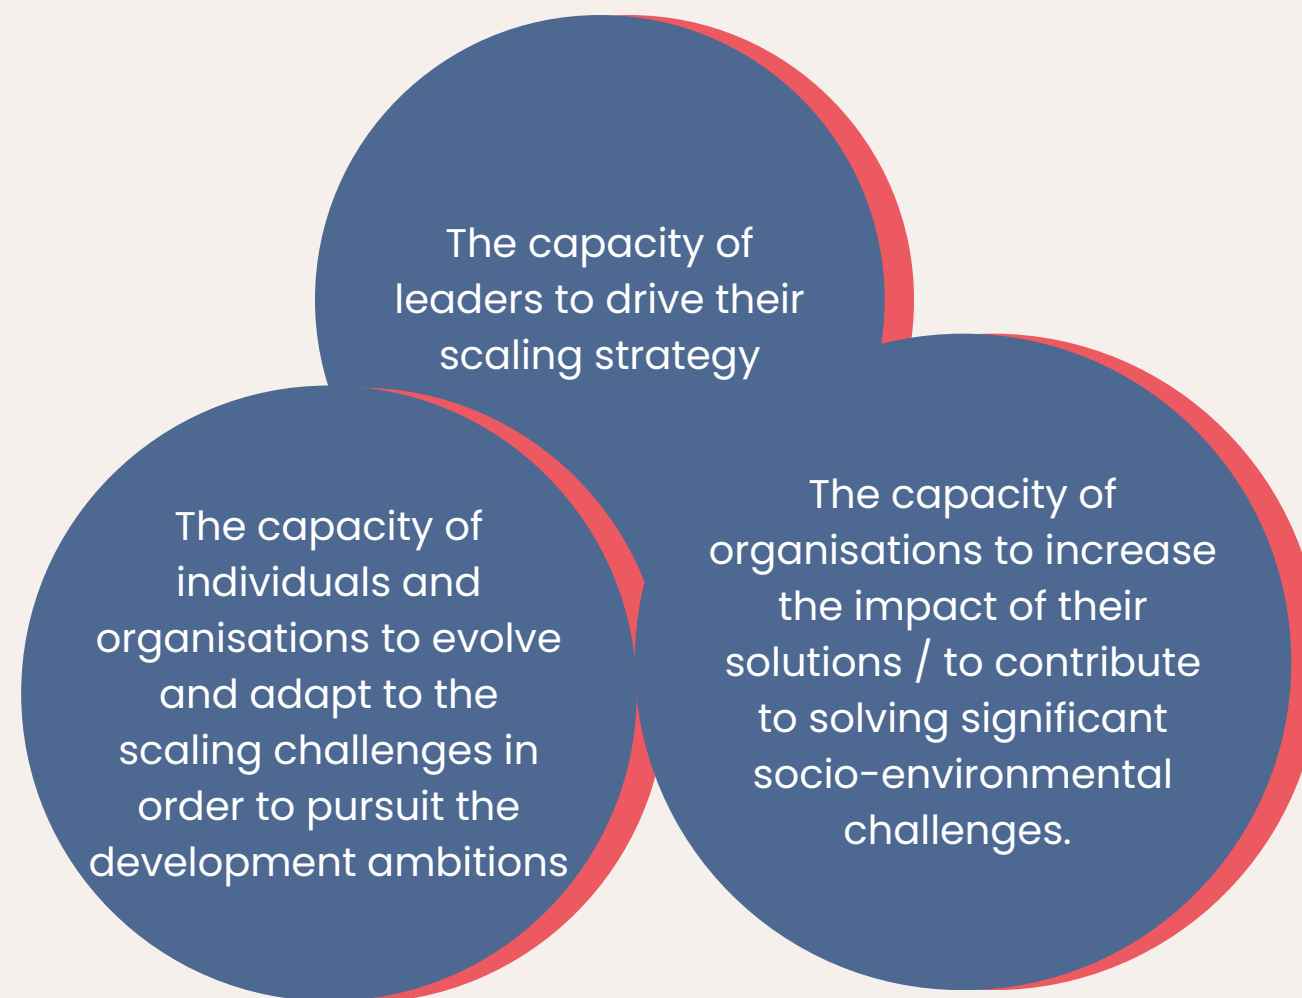 The capacity of
leaders to drive their
scaling strategy
The capacity of
individuals and
organisations to evolve
and adapt to the
scaling challenges in
order to pursuit the
development ambitions
The capacity of
organisations to increase
the impact of their
solutions / to contribute
to solving significant
socio-environmental
challenges.